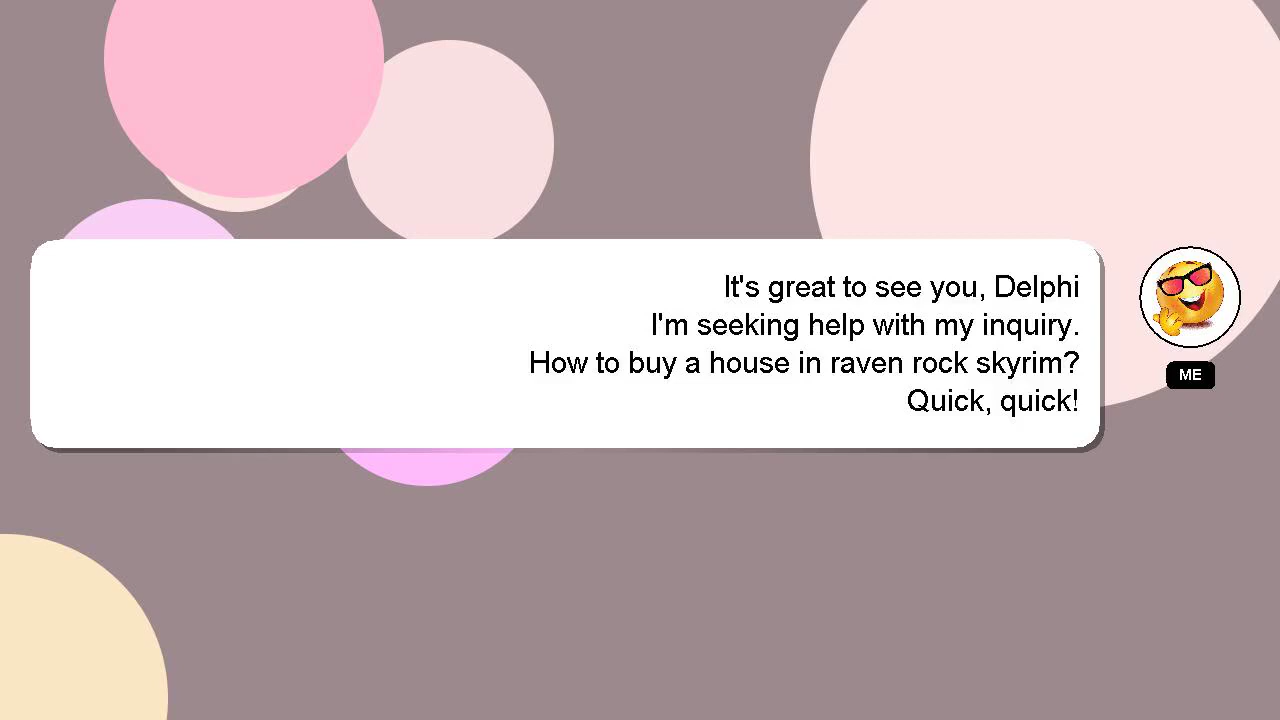 It's great to see you, Delphi
I'm seeking help with my inquiry.
How to buy a house in raven rock skyrim?
Quick, quick!
ME